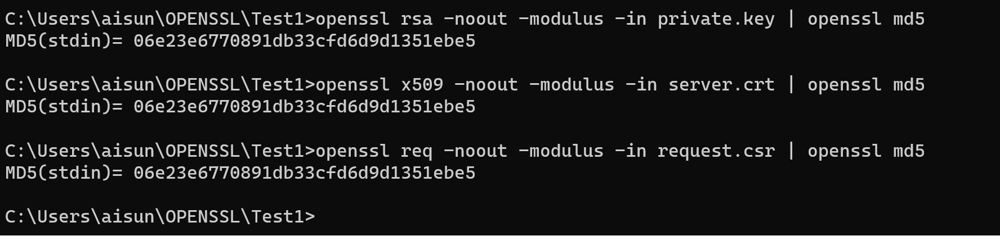 C:\Users\aisun\OPENSSL\Test1>openssl rsa -noout -modulus -in private.key | openssl md5
MD5(stdin)= 06e23e6770891db33cfd6d9d1351ebe5
C:\Users\aisun\OPENSSL\Test1>openssl x509 -noout -modulus -in server.crt | openssl md5
MD5(stdin)= 06e23e6770891db33cfd6d9d1351ebe5
C:\Users\aisun\OPENSSL\Test1>openssl req -noout -modulus -in request.csr | openssl md5
MD5(stdin)= 06e23e6770891db33cfd6d9d1351ebe5
C:\Users\aisun\OPENSSL\Test1>